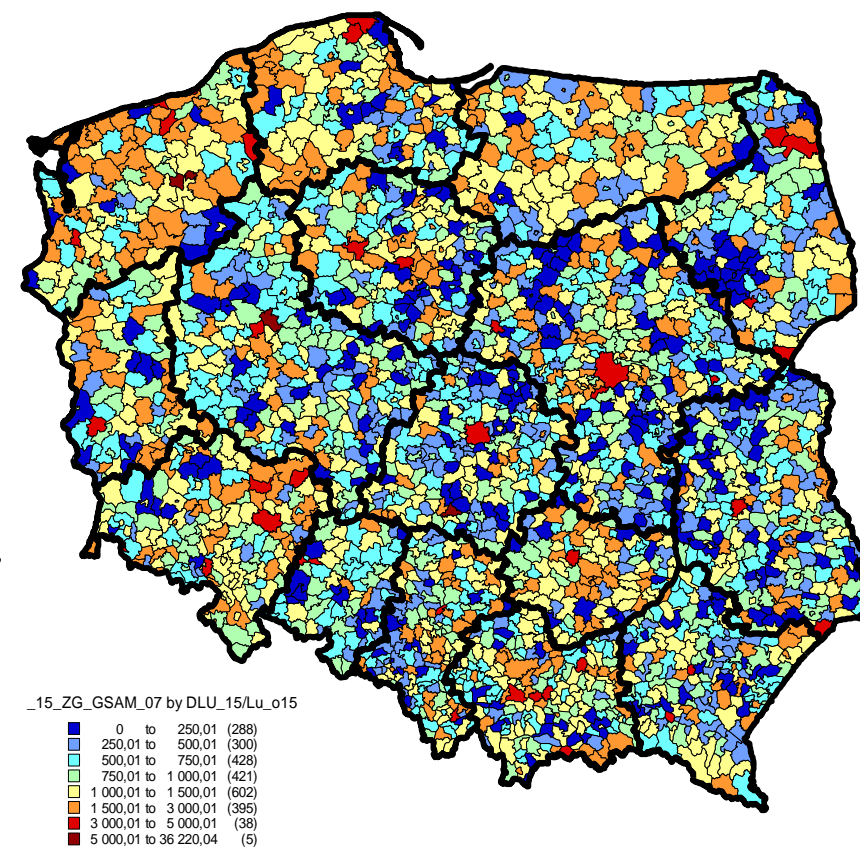 _15_ZG_GSAM_07 by DLU_15/Lu_o15
0 to 250,01 (288)
250,01 to 500,01 (300)
500,01 to 750,01 (428)
750,01 to 1 000,01 (421)
1 000,01 to 1 500,01 (602)
1 500,01 to 3 000,01 (395)
3 000,01 to 5 000,01 (38)
5 000,01 to 36 220,04 (5)